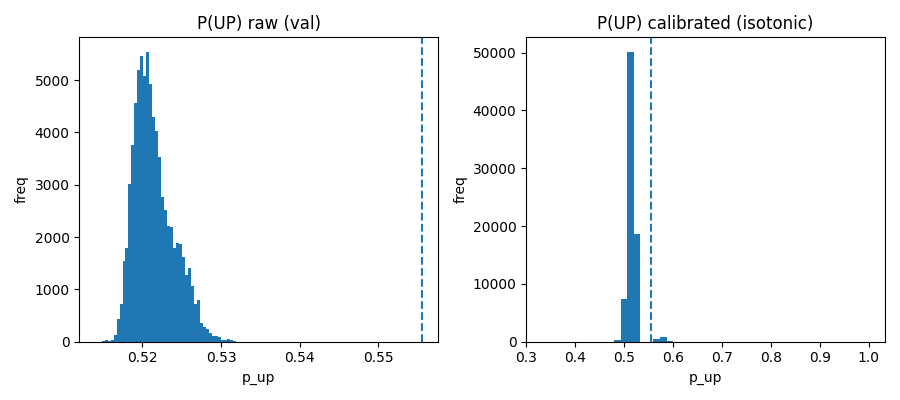 P(UP) raw (val)
freq
5000
4000
3000
2000
1000
0
0.52 0.53 0.54 0.55
p_up
P(UP) calibrated (isotonic)
freq
50000
40000
30000
20000
10000
0
0.3 0.4 0.5 0.6 0.7 0.8 0.9 1.0
p_up